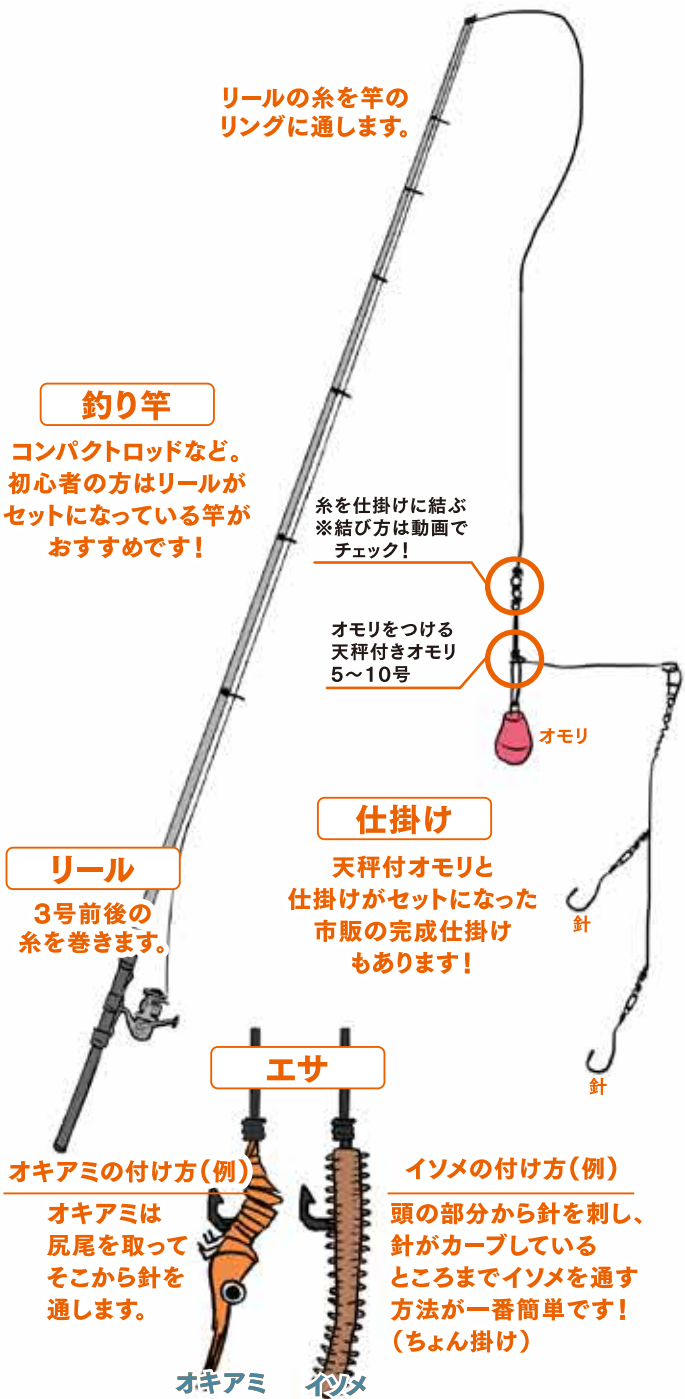 リールの糸を竿の
リングに通します。
釣り竿
コンパクトロッドなど。
初心者の方はリールが
セットになっている竿が
おすすめです！
糸を仕掛けに結ぶ
※結び方は動画で
チェック！
オモリをつける
天秤付きオモリ
5〜10号
オモリ
仕掛け
天秤付オモリと
仕掛けがセットになった
市販の完成仕掛け
もあります！
針
針
リール
3号前後の
糸を巻きます。
エサ
オキアミの付け方（例）
オキアミは
尻尾を取って
そこから針を
通します。
イソメの付け方（例）
頭の部分から針を刺し、
針がカーブしている
ところまでイソメを通す
方法が一番簡単です！
（ちょん掛け）
オキアミ
イソメ